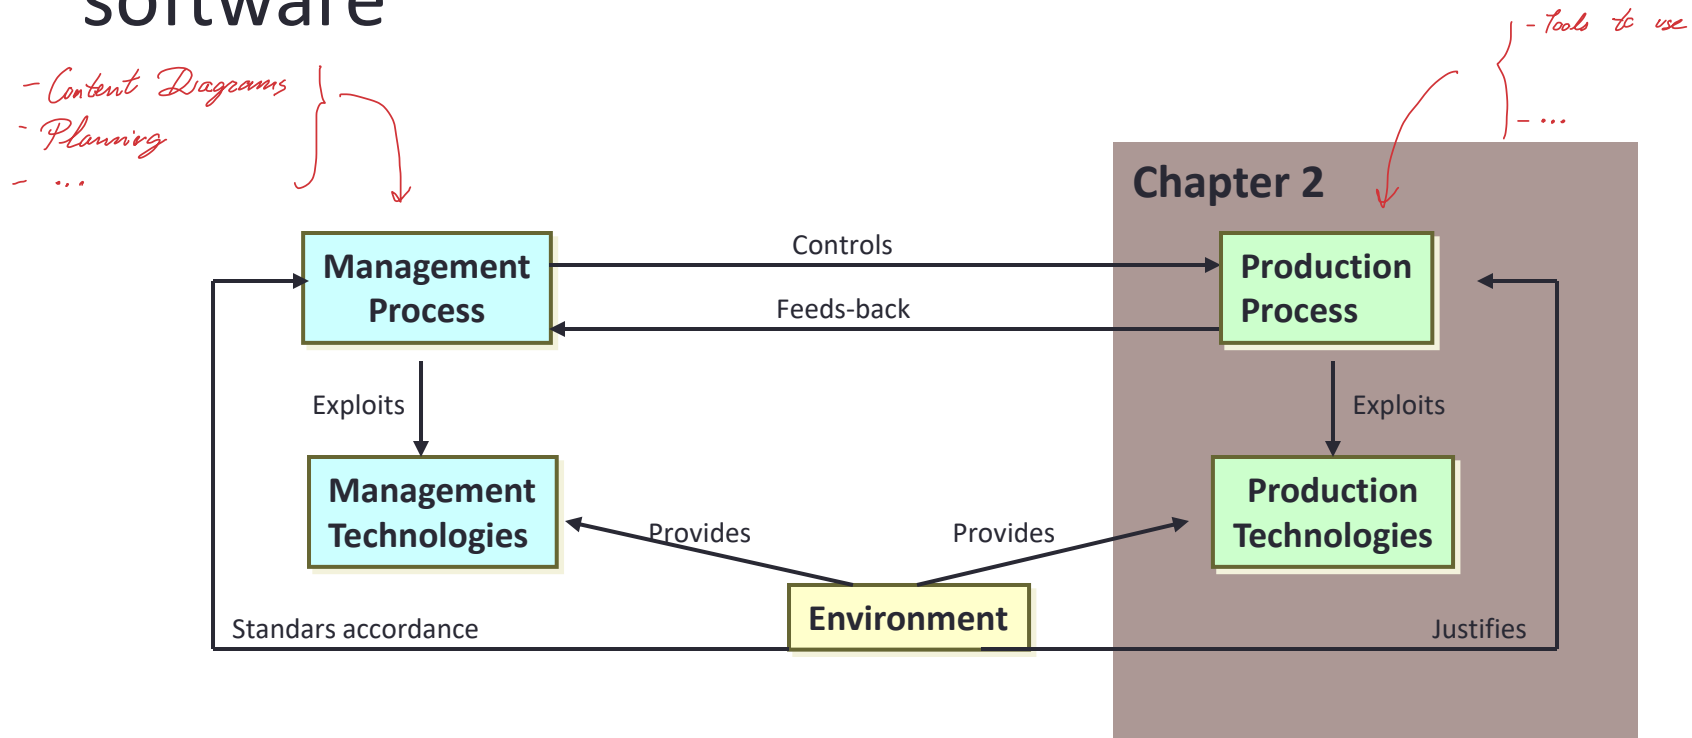 software
- Content Diagrams
- Planning
- ...
- Tools to use
- ...
Chapter 2
Management
Process
Controls
Feeds-back
Production
Process
Exploits
Exploits
Management
Technologies
Provides
Provides
Production
Technologies
Environment
Standars accordance
Justifies